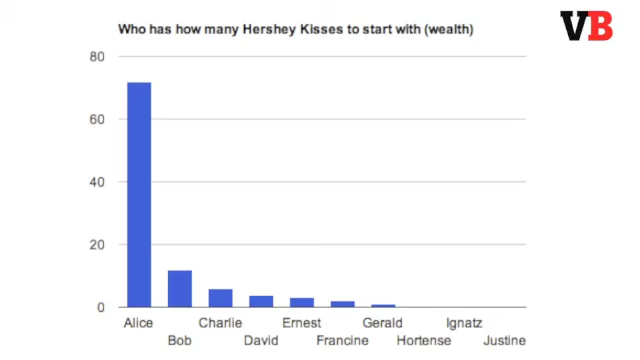 Who has how many Hershey Kisses to start with (wealth)
VB
80
60
40
20
0
Alice Charlie Ernest Gerald Ignatz
Bob David Francine Hortense Justine